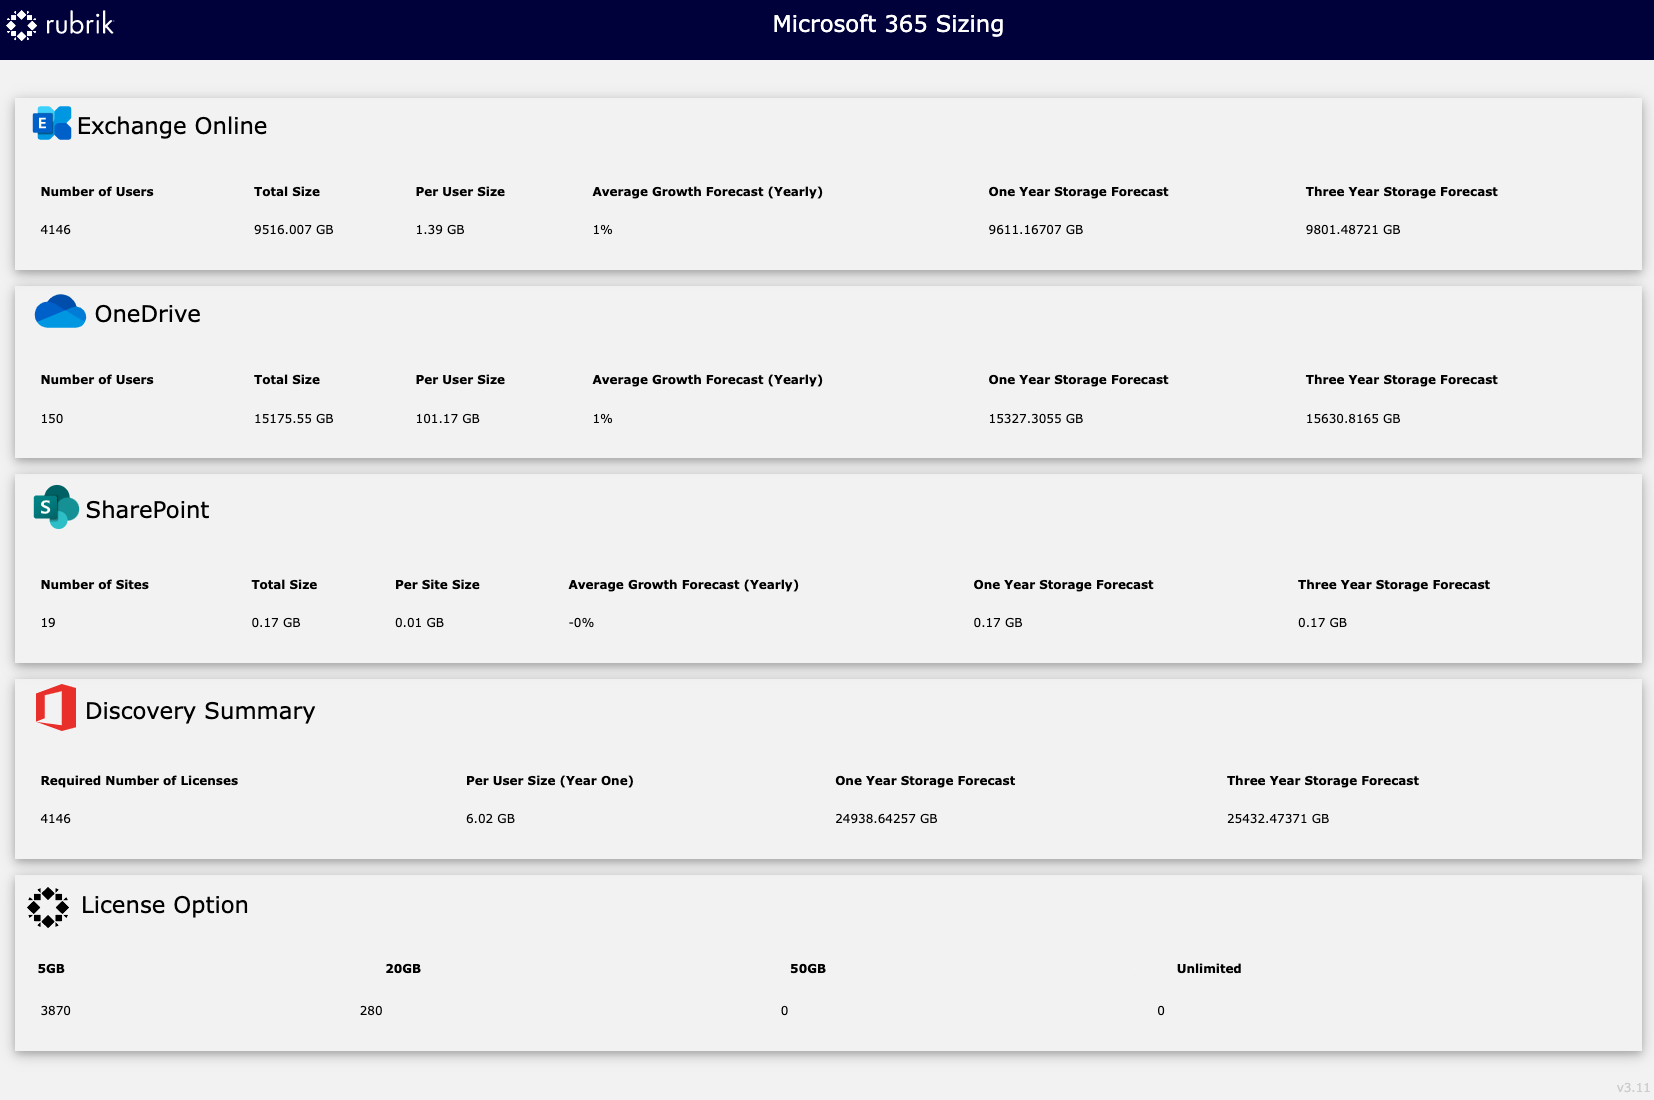 rubrik
Microsoft 365 Sizing
E
Exchange Online
Number of Users Total Size Per User Size Average Growth Forecast (Yearly) One Year Storage Forecast Three Year Storage Forecast
4146 9516.007 GB 1.39 GB 1% 9611.16707 GB 9801.48721 GB
OneDrive
Number of Users Total Size Per User Size Average Growth Forecast (Yearly) One Year Storage Forecast Three Year Storage Forecast
150 15175.55 GB 101.17 GB 1% 15327.3055 GB 15630.8165 GB
S
SharePoint
Number of Sites Total Size Per Site Size Average Growth Forecast (Yearly) One Year Storage Forecast Three Year Storage Forecast
19 0.17 GB 0.01 GB -0% 0.17 GB 0.17 GB
Discovery Summary
Required Number of Licenses Per User Size (Year One) One Year Storage Forecast Three Year Storage Forecast
4146 6.02 GB 24938.64257 GB 25432.47371 GB
License Option
5GB 20GB 50GB Unlimited
3870 280 0 0
v3.11